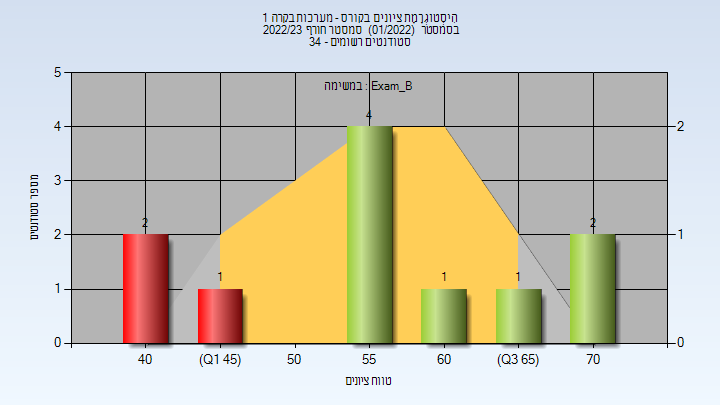 היסטוגרמת ציונים בקורס - מערכות בקרה 1
בסמסטר (01/2022) סמסטר חורף 2022/23
סטודנטים רשומים - 34
במשימה : Exam_B
מספר סטודנטים
5
4
3
2
1
0
2
1
0
2
1
4
1
1
2
40
(Q1 45)
50
55
60
(Q3 65)
70
טווח ציונים